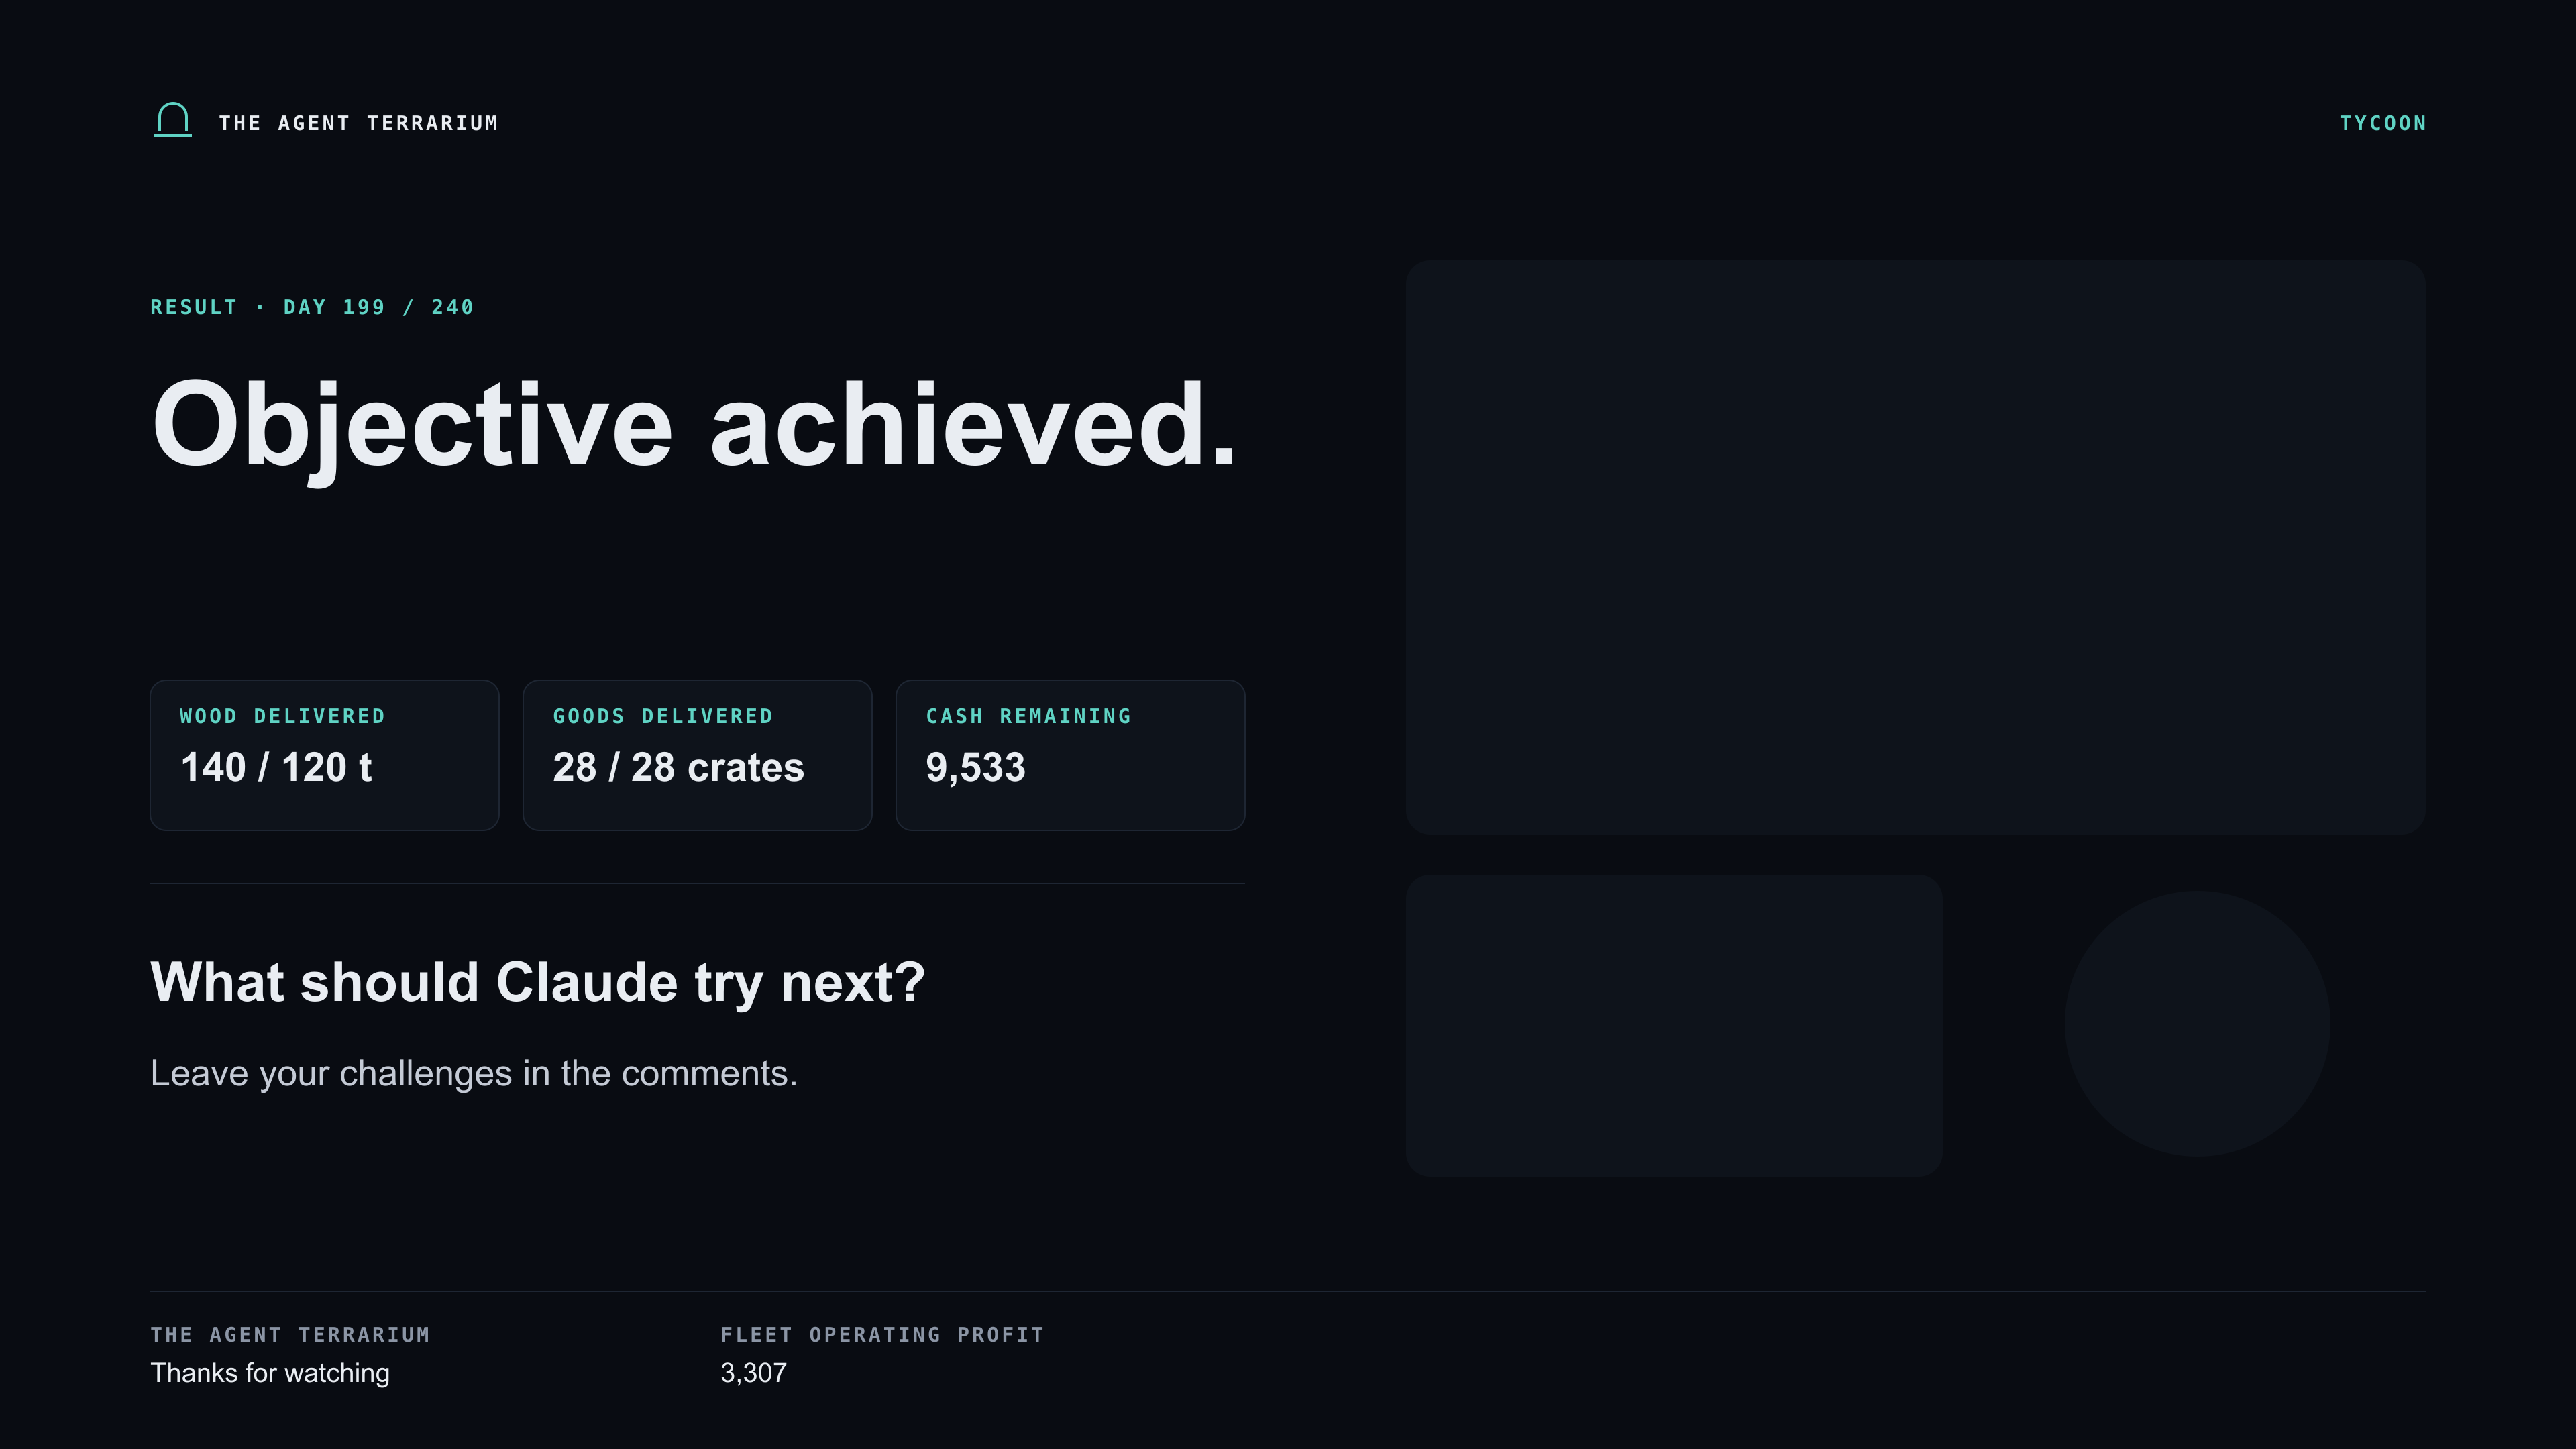 THE AGENT TERRARIUM
TYCOON
RESULT · DAY 199 / 240
Objective achieved.
WOOD DELIVERED
140 / 120 t
GOODS DELIVERED
28 / 28 crates
CASH REMAINING
9,533
What should Claude try next?
Leave your challenges in the comments.
THE AGENT TERRARIUM
Thanks for watching
FLEET OPERATING PROFIT
3,307